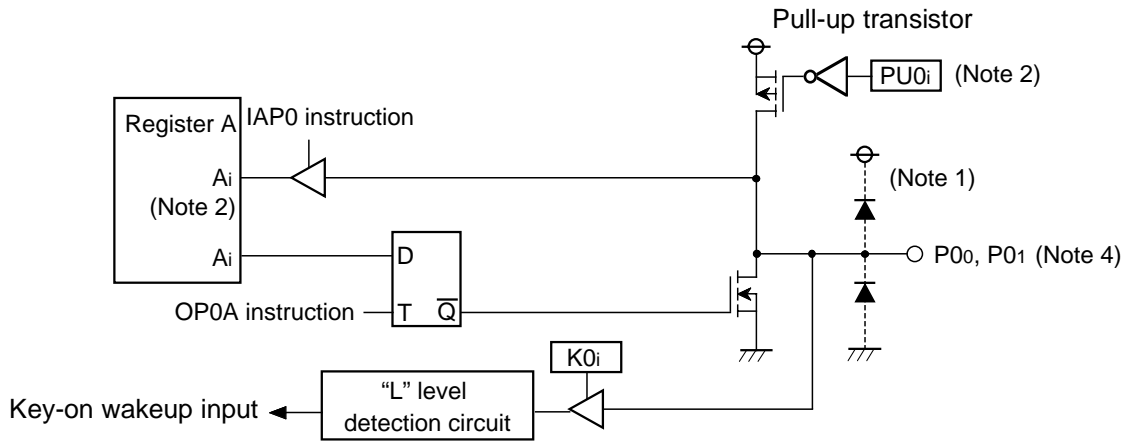 Pull-up transistor
PU0i (Note 2)
IAP0 instruction
Register A
Ai
(Note 2)
Ai
(Note 1)
D
P00, P01 (Note 4)
OP0A instruction
T Q̅
K0i
“L” level
detection circuit
Key-on wakeup input